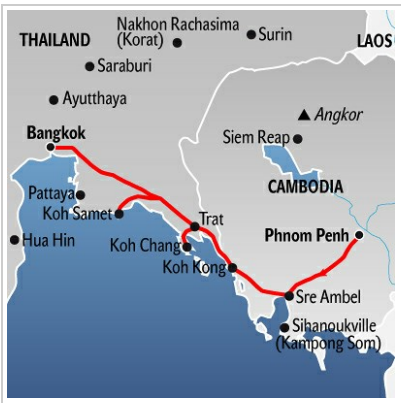 Nakhon Rachasima
(Korat)
Surin
THAILAND
LAOS
Saraburi
Ayutthaya
Angkor
Bangkok
Siem Reap
CAMBODIA
Pattaya
Koh Samet
Trat
Phnom Penh
Hua Hin
Koh Chang
Koh Kong
Sre Ambel
Sihanoukville
(Kampong Som)